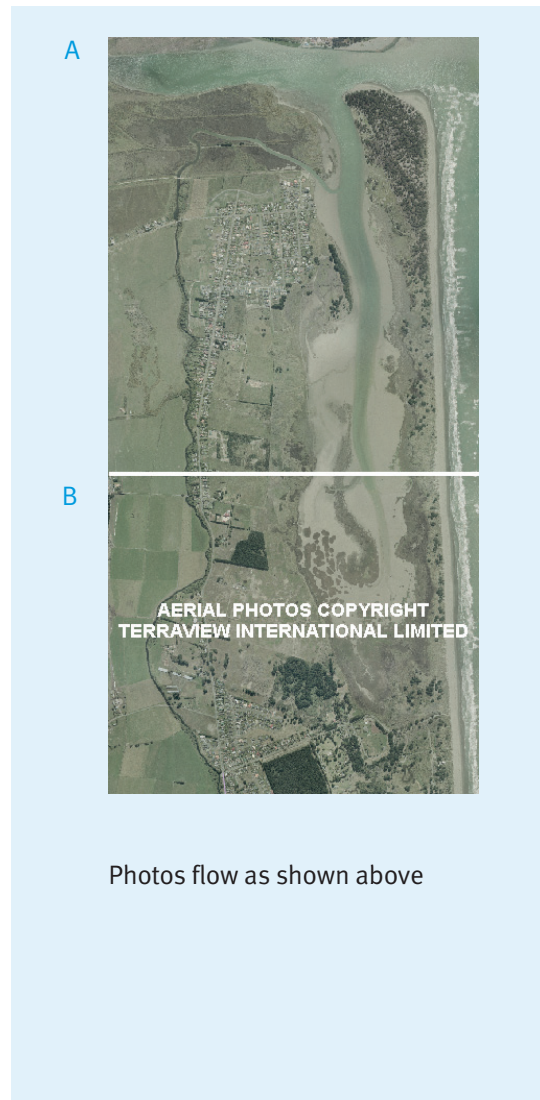 A
B
AERIAL PHOTOS COPYRIGHT
TERRAVIEW INTERNATIONAL LIMITED
Photos flow as shown above